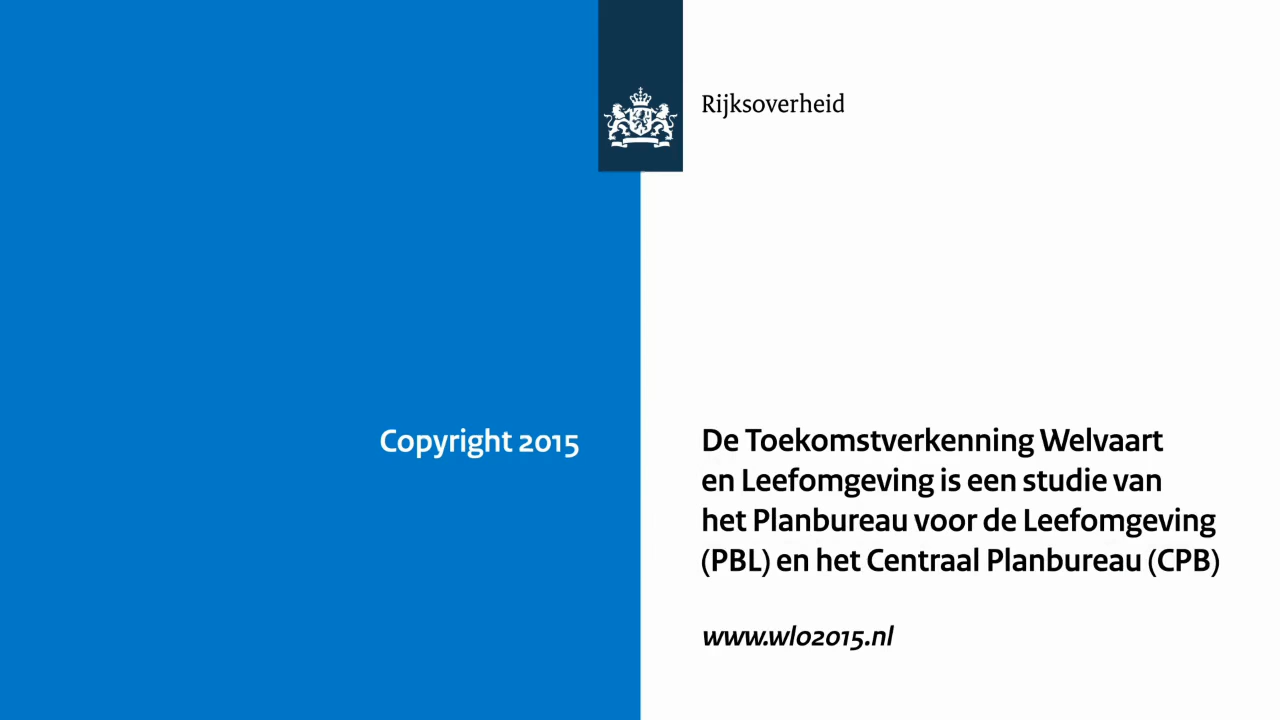 Rijksoverheid
Copyright 2015
De Toekomstverkenning Welvaart
en Leefomgeving is een studie van
het Planbureau voor de Leefomgeving
(PBL) en het Centraal Planbureau (CPB)
www.wlo2015.nl